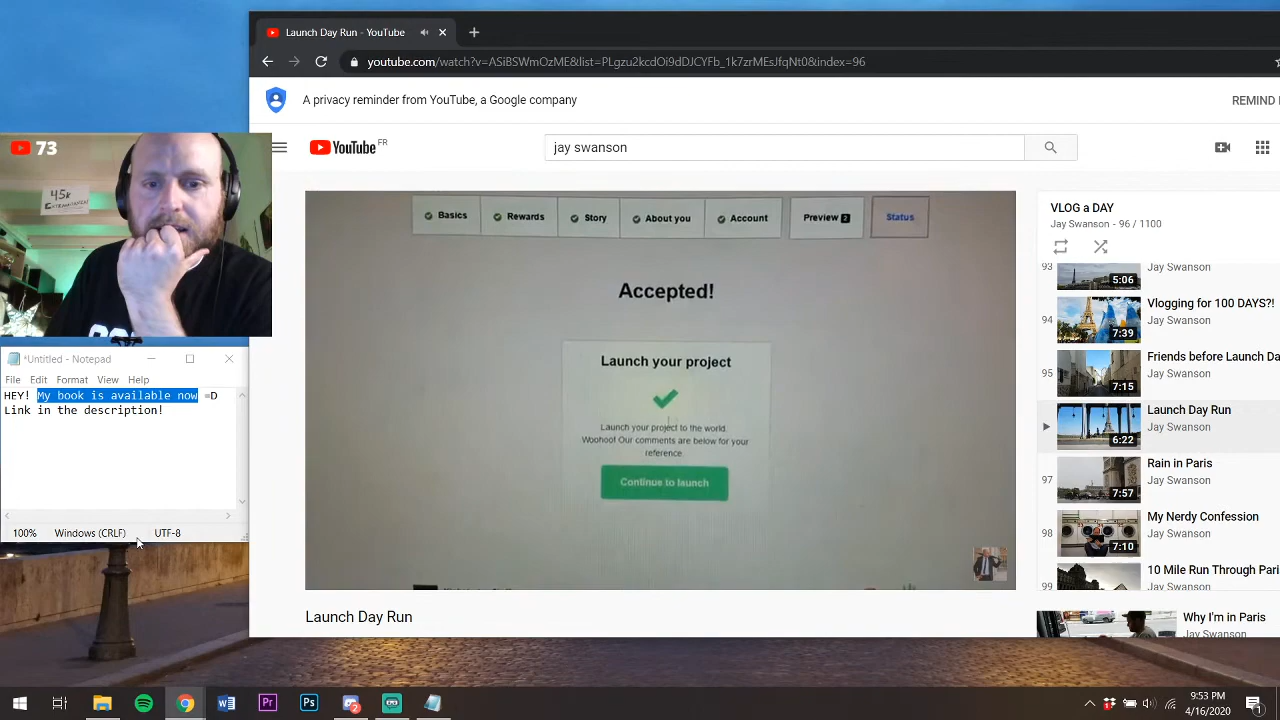 Launch Day Run - YouTube
youtube.com/watch?v=ASiBSWmOzME&list=PLgzu2kcdOi9dDJCYFb_1k7zrMEsJfqNt0&index=96
A privacy reminder from YouTube, a Google company
REMIND
73
45K
YouTube FR
jay swanson
Basics
Rewards
Story
About you
Account
Preview 2
Status
Accepted!
Launch your project
Launch your project to the world.
Woohoo! Our comments are below for your
reference.
Continue to launch
Launch Day Run
VLOG a DAY
Jay Swanson - 96 / 1100
93
5:06
Jay Swanson
94
7:39
Vlogging for 100 DAYS?!
Jay Swanson
95
7:15
Friends before Launch Da
Jay Swanson
6:22
Launch Day Run
Jay Swanson
97
7:57
Rain in Paris
Jay Swanson
98
7:10
My Nerdy Confession
Jay Swanson
99
10 Mile Run Through Pari
Jay Swanson
Why I'm in Paris
Jay Swanson
*Untitled - Notepad
File Edit Format View Help
HEY! My book is available now =D
Link in the description!
100% Windows (CRLF) UTF-8
W
Pr
Ps
2
9:53 PM
4/16/2020
1